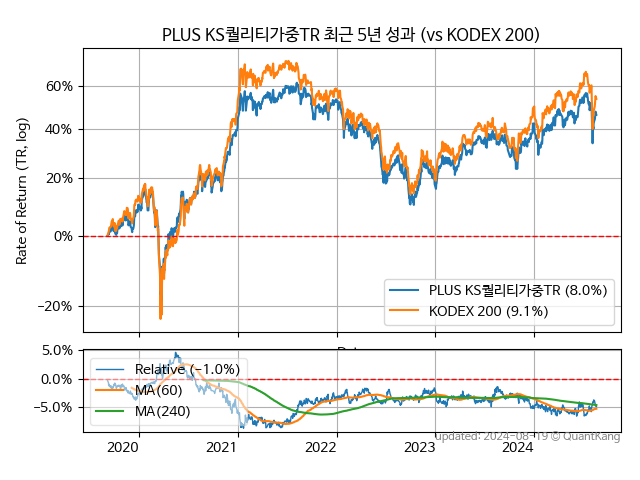 PLUS KS퀄리티가중TR 최근 5년 성과 (vs KODEX 200)
Rate of Return (TR, log)
60%
40%
20%
0%
−20%
PLUS KS퀄리티가중TR (8.0%)
KODEX 200 (9.1%)
5.0%
0.0%
−5.0%
Relative (−1.0%)
MA(60)
MA(240)
2020
2021
2022
2023
2024
updated: 2024-08-19 © QuantKang